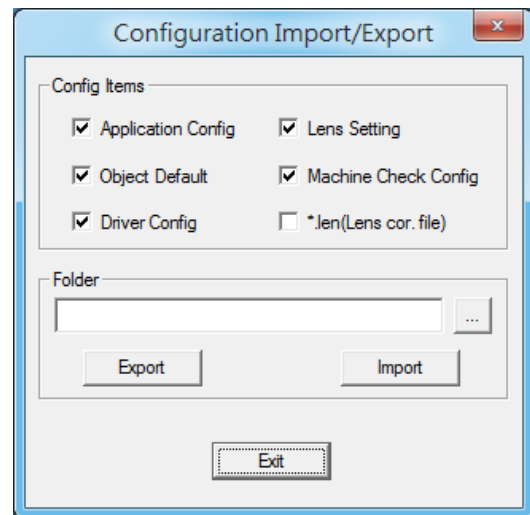 Configuration Import/Export
Config Items
Application Config
Lens Setting
Object Default
Machine Check Config
Driver Config
*.len(Lens cor. file)
Folder
...
Export
Import
Exit